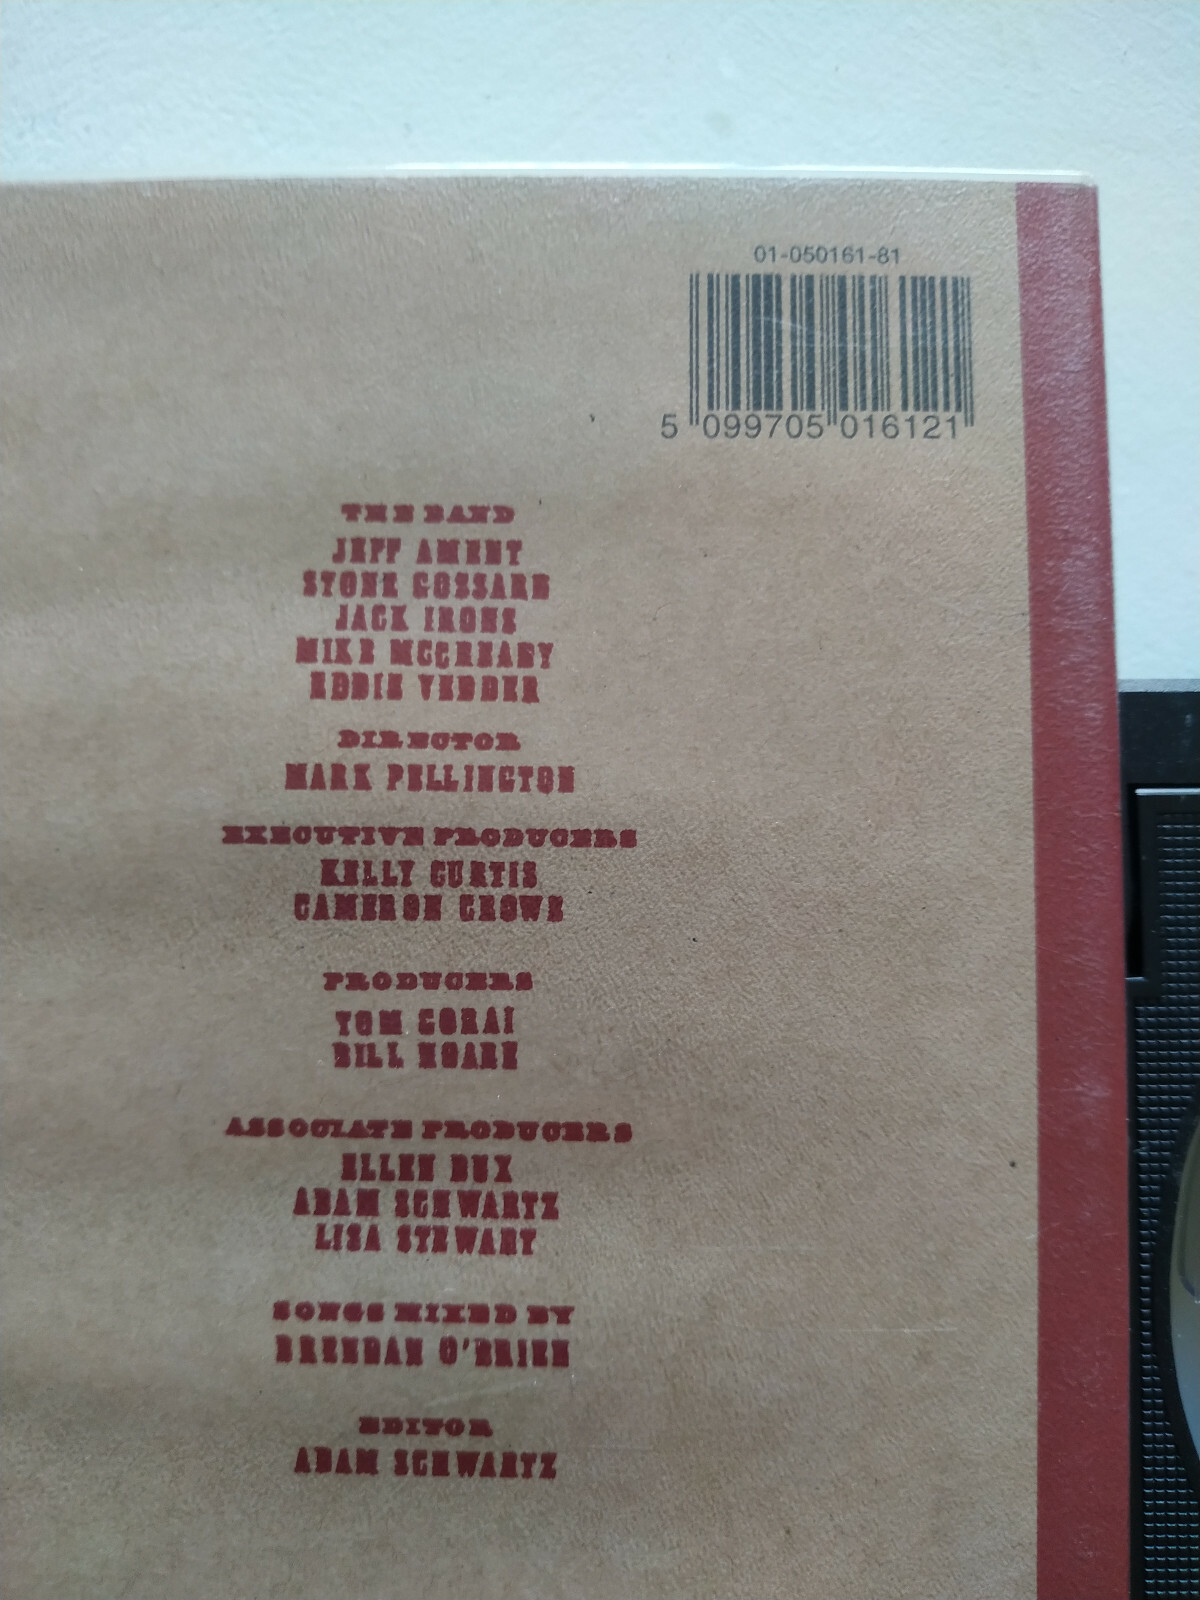 01-050161-81
5 099705 016121
THE BAND
JEFF AMENT
STONE GOSSARD
JACK IRONS
MIKE MCCREADY
EDDIE VEDDER
DIRECTOR
MARK PELLINGTON
EXECUTIVE PRODUCERS
KELLY CURTIS
CAMERON CROWE
PRODUCERS
TOM GORAI
BILL HOARE
ASSOCIATE PRODUCERS
ELLEN DUX
ADAM SCHWARTZ
LISA STEWART
SONGS MIXED BY
BRENDAN O'BRIEN
EDITOR
ADAM SCHWARTZ